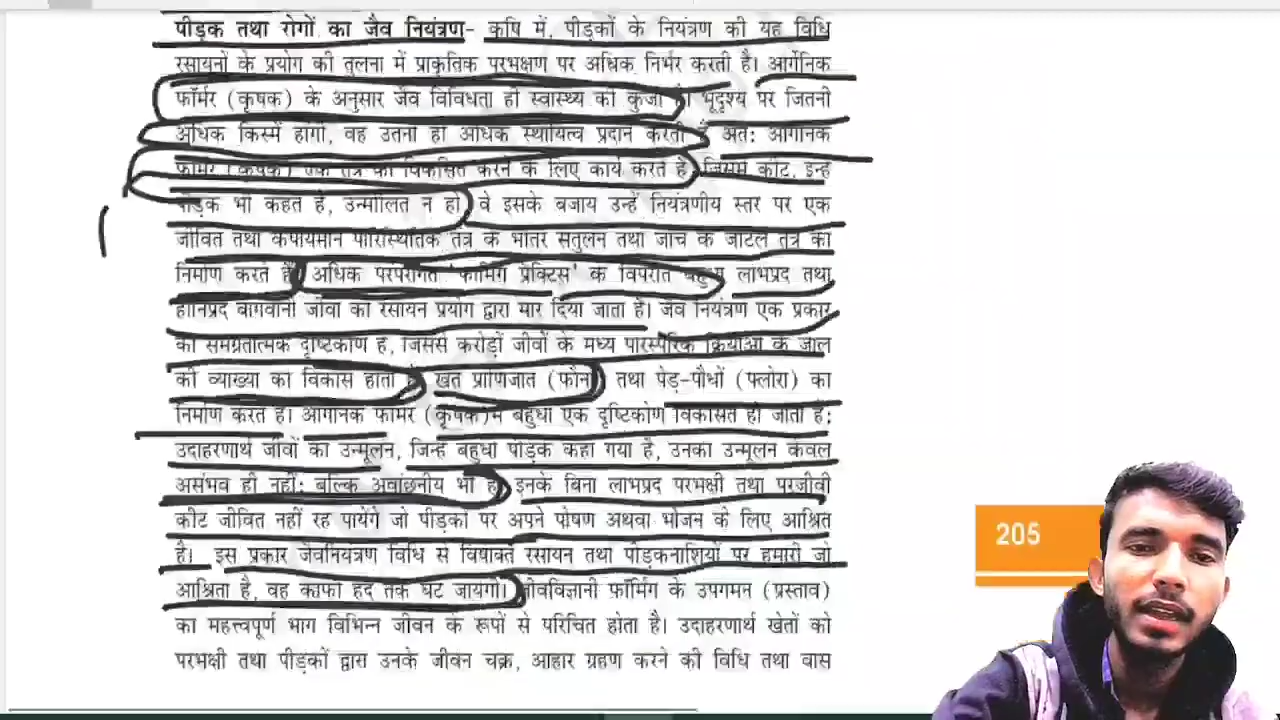 पीड़क तथा रोगों का जैव नियंत्रण- कृषि में, पीड़कों के नियंत्रण की यह विधि
रसायनों के प्रयोग की तुलना में प्राकृतिक परभक्षण पर अधिक निर्भर करती है। आर्गेनिक
फॉर्मर (कृषक) के अनुसार जैव विविधता ही स्वास्थ्य की कुंजी भूदृश्य पर जितनी
अधिक किस्में होंगी, वह उतना ही अधिक स्थायित्व प्रदान करती है अतः आर्गानिक
फॉर्मर (कृषक) एक तंत्र को विकसित करने के लिए कार्य करते है जिसमें कीट, इन्हें
पीड़क भी कहते हैं, उन्मीलित न हो वे इसके बजाय उन्हें नियंत्रणीय स्तर पर एक
जीवित तथा कंपायमान पारिस्थितिक तंत्र के भीतर संतुलन तथा जाँच के जटिल तंत्र का
निर्माण करते हैं अधिक परंपरागत 'फार्मिंग प्रैक्टिस' के विपरीत बहुधा लाभप्रद तथा
हानिप्रद बागवानी जीवों को रसायन प्रयोग द्वारा मार दिया जाता है। जैव नियंत्रण एक प्रकार
का समग्रतात्मक दृष्टिकोण है, जिससे करोड़ों जीवों के मध्य पारस्परिक क्रियाओं के जाल
की व्याख्या का विकास होता है खेत प्राणिजात (फौना) तथा पेड़-पौधों (फ्लोरा) का
निर्माण करते हैं। आर्गानिक फॉर्मर (कृषक)में बहुधा एक दृष्टिकोण विकसित हो जाता है;
उदाहरणार्थ जीवों का उन्मूलन, जिन्हें बहुधा पीड़क कहा गया है, उनका उन्मूलन केवल
असंभव ही नहीं; बल्कि अवांछनीय भी है इनके बिना लाभप्रद परभक्षी तथा परजीवी
कीट जीवित नहीं रह पायेंगे जो पीड़कों पर अपने पोषण अथवा भोजन के लिए आश्रित
है। इस प्रकार जैवनियंत्रण विधि से विषाक्त रसायन तथा पीड़कनाशियों पर हमारी जो
आश्रिता है, वह काफी हद तक घट जायेगी। जीवविज्ञानी फ़ॉर्मिंग के उपगमन (प्रस्ताव)
का महत्त्वपूर्ण भाग विभिन्न जीवन के रूपों से परिचित होता है। उदाहरणार्थ खेतों को
परभक्षी तथा पीड़कों द्वारा उनके जीवन चक्र, आहार ग्रहण करने की विधि तथा वास
205